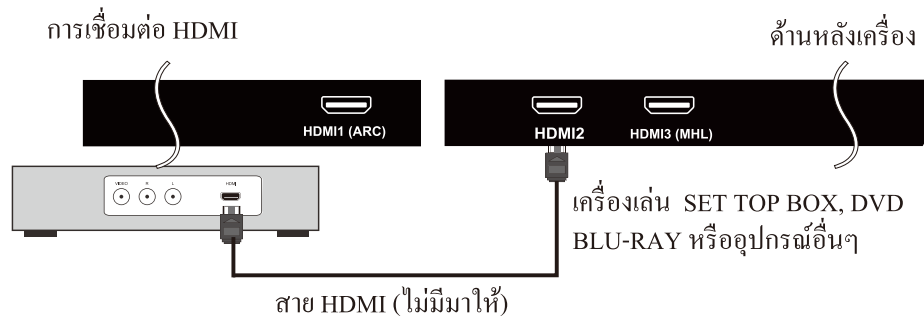 การเชื่อมต่อ HDMI
ด้านหลังเครื่อง
HDMI1 (ARC)
HDMI2
HDMI3 (MHL)
VIDEO R L HDMI
เครื่องเล่น SET TOP BOX, DVD
BLU-RAY หรืออุปกรณ์อื่นๆ
สาย HDMI (ไม่มีมาให้)